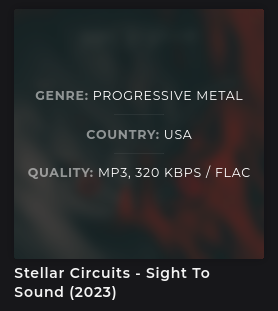 GENRE: PROGRESSIVE METAL
COUNTRY: USA
QUALITY: MP3, 320 KBPS / FLAC
Stellar Circuits - Sight To
Sound (2023)